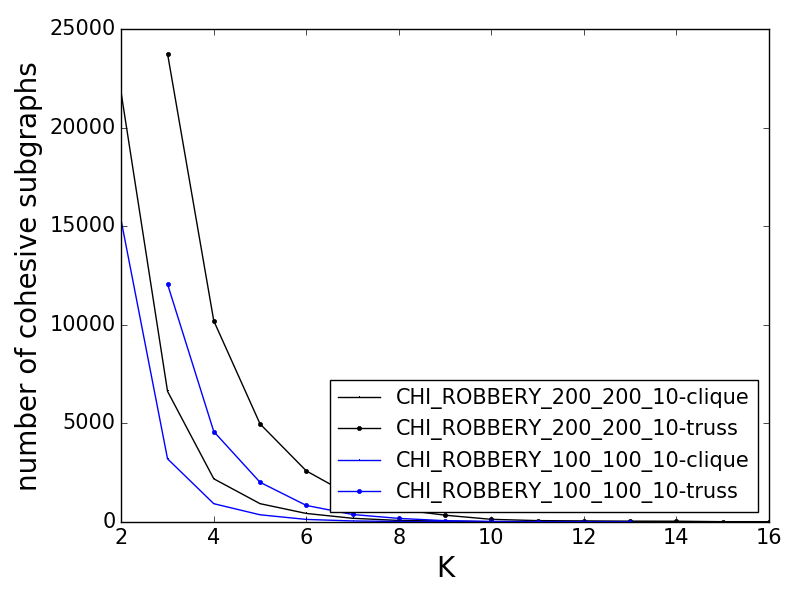 number of cohesive subgraphs
25000
20000
15000
10000
5000
0
CHI_ROBBERY_200_200_10-clique
CHI_ROBBERY_200_200_10-truss
CHI_ROBBERY_100_100_10-clique
CHI_ROBBERY_100_100_10-truss
2 4 6 8 10 12 14 16
K